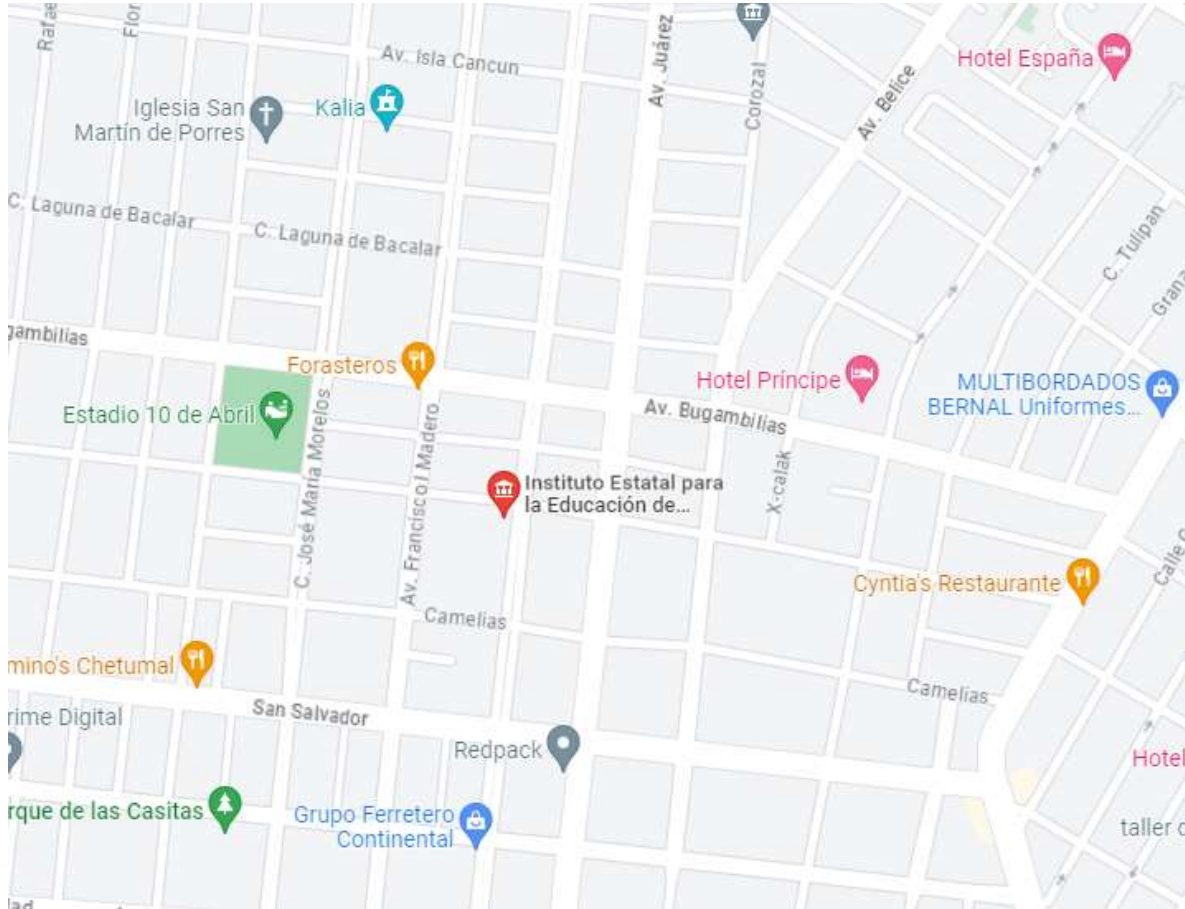 Rafae
Flor
Av. Isla Cancun
Av. Juárez
Corozal
Av. Belice
Hotel España
Iglesia San
Martín de Porres
Kalia
C. Laguna de Bacalar
C. Laguna de Bacalar
C. Tulipan
Grana
gambilias
Forasteros
Hotel Príncipe
MULTIBORDADOS
BERNAL Uniformes...
Estadio 10 de Abril
C. José María Morelos
Av. Francisco I Madero
Av. Bugambilias
X-calak
Instituto Estatal para
la Educación de...
Cyntia's Restaurante
Calle C
Camelias
Camelias
mino's Chetumal
San Salvador
rime Digital
Redpack
Hotel
rque de las Casitas
Grupo Ferretero
Continental
taller d